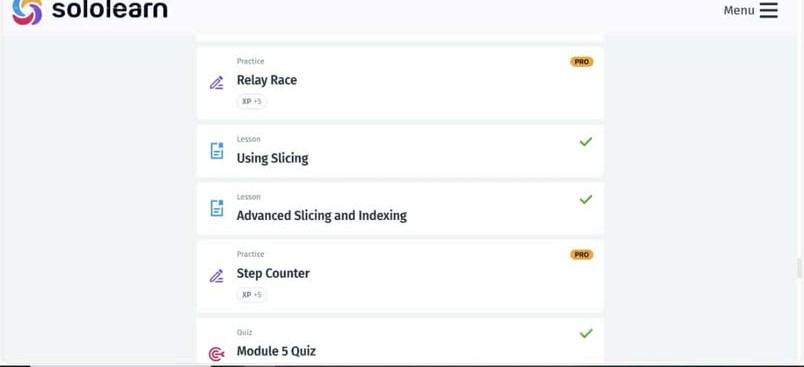 sololearn
Menu
Practice
PRO
Relay Race
XP +5
Lesson
Using Slicing
Lesson
Advanced Slicing and Indexing
Practice
PRO
Step Counter
XP +5
Quiz
Module 5 Quiz